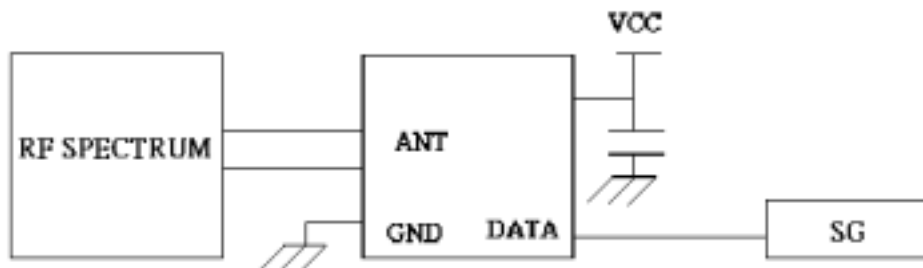 VCC
RF SPECTRUM
ANT
GND
DATA
SG